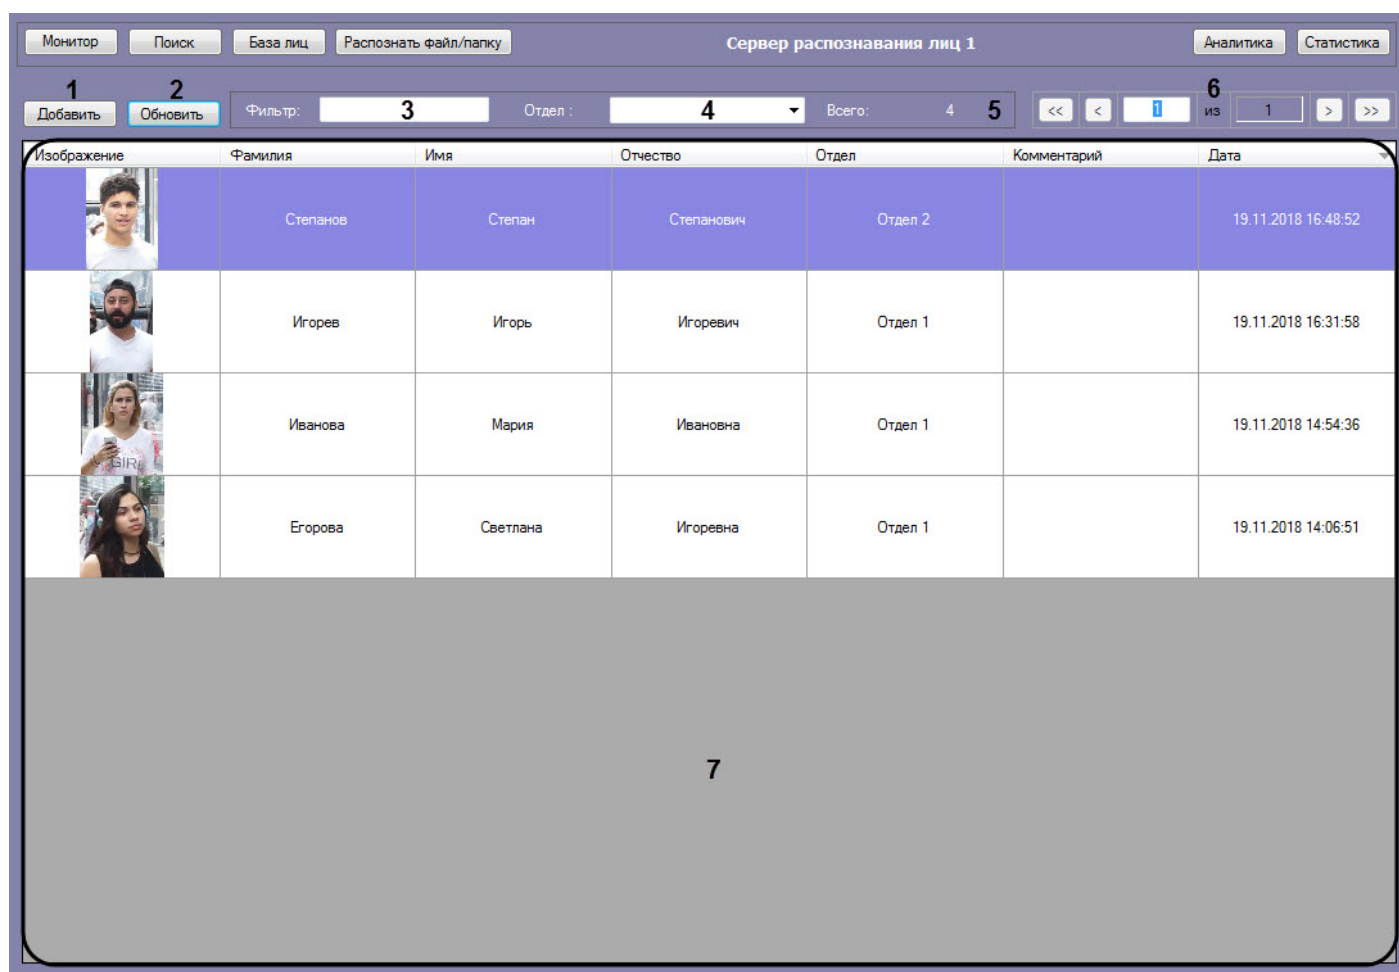 Монитор Поиск База лиц Распознать файл/папку Сервер распознавания лиц 1 Аналитика Статистика
1 2 6
Добавить Обновить Фильтр: 3 Отдел : 4 Всего: 4 5 << < 1 из 1 > >>
Изображение Фамилия Имя Отчество Отдел Комментарий Дата
Степанов Степан Степанович Отдел 2 19.11.2018 16:48:52
Игорев Игорь Игоревич Отдел 1 19.11.2018 16:31:58
Иванова Мария Ивановна Отдел 1 19.11.2018 14:54:36
GIRL
Егорова Светлана Игоревна Отдел 1 19.11.2018 14:06:51
7